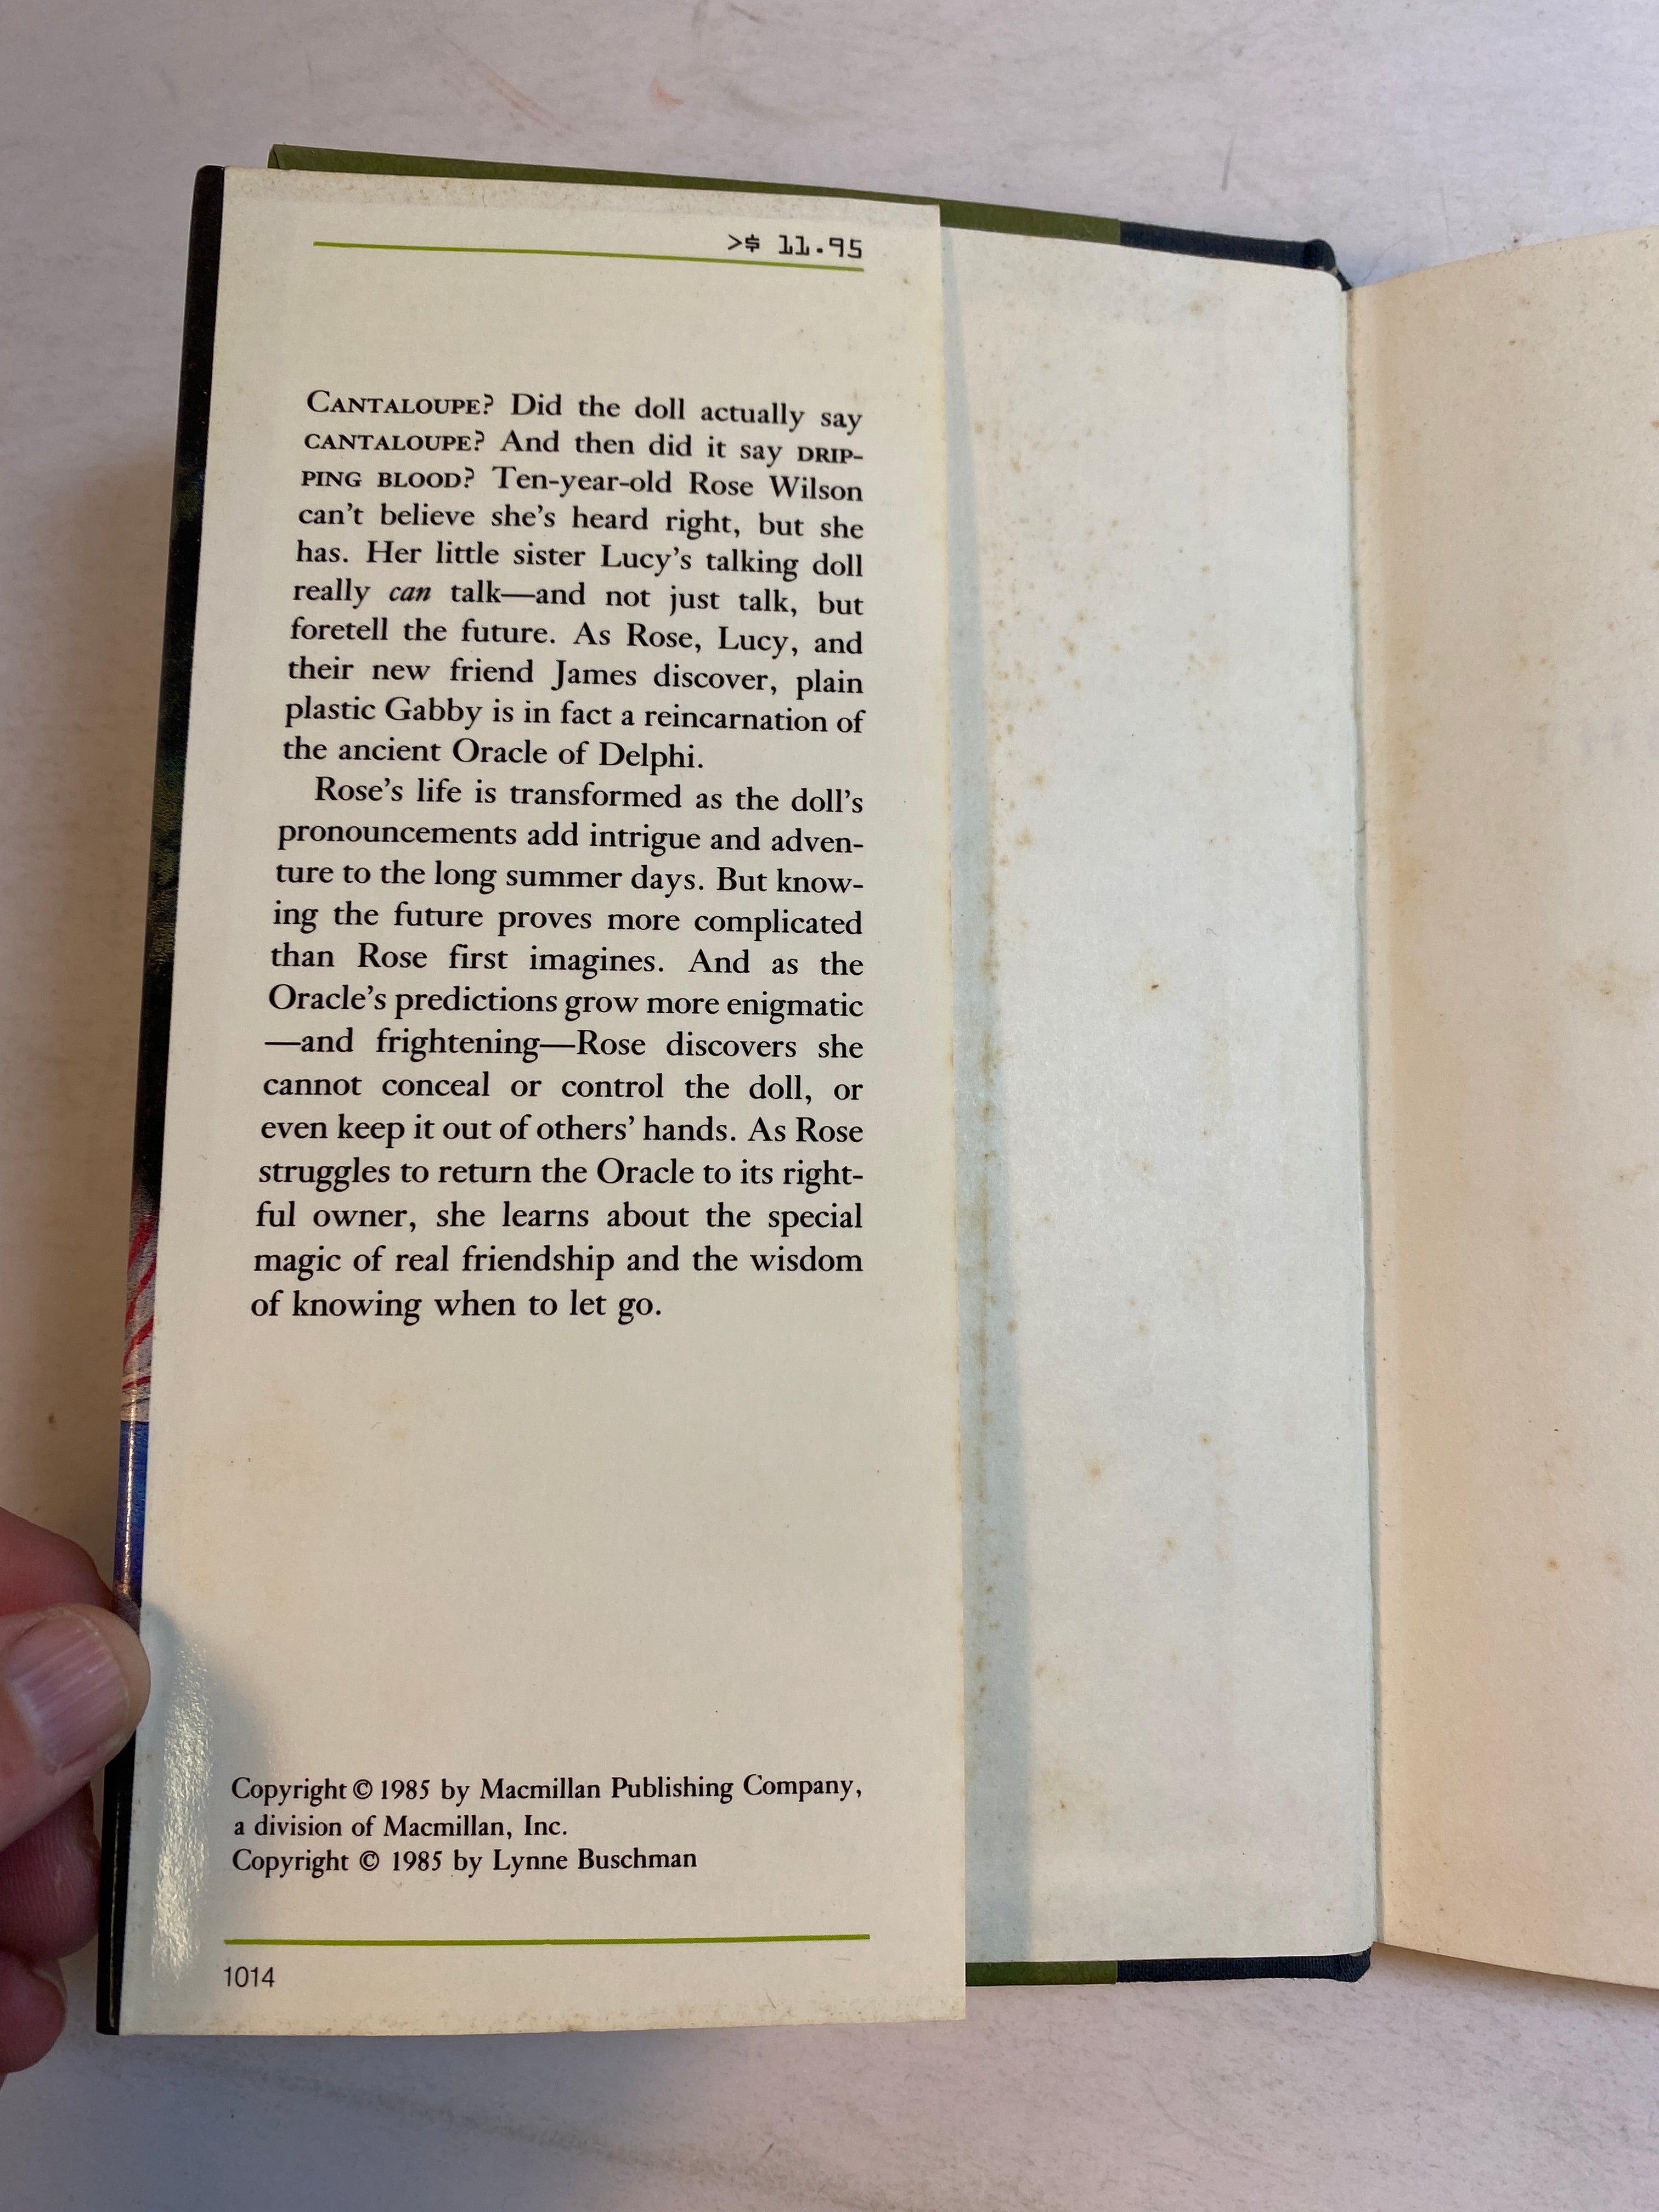 >$ 11.95
CANTALOUPE? Did the doll actually say
CANTALOUPE? And then did it say DRIP-
PING BLOOD? Ten-year-old Rose Wilson
can't believe she's heard right, but she
has. Her little sister Lucy's talking doll
really can talk—and not just talk, but
foretell the future. As Rose, Lucy, and
their new friend James discover, plain
plastic Gabby is in fact a reincarnation of
the ancient Oracle of Delphi.
Rose's life is transformed as the doll's
pronouncements add intrigue and adven-
ture to the long summer days. But know-
ing the future proves more complicated
than Rose first imagines. And as the
Oracle's predictions grow more enigmatic
—and frightening—Rose discovers she
cannot conceal or control the doll, or
even keep it out of others' hands. As Rose
struggles to return the Oracle to its right-
ful owner, she learns about the special
magic of real friendship and the wisdom
of knowing when to let go.
Copyright © 1985 by Macmillan Publishing Company,
a division of Macmillan, Inc.
Copyright © 1985 by Lynne Buschman
1014